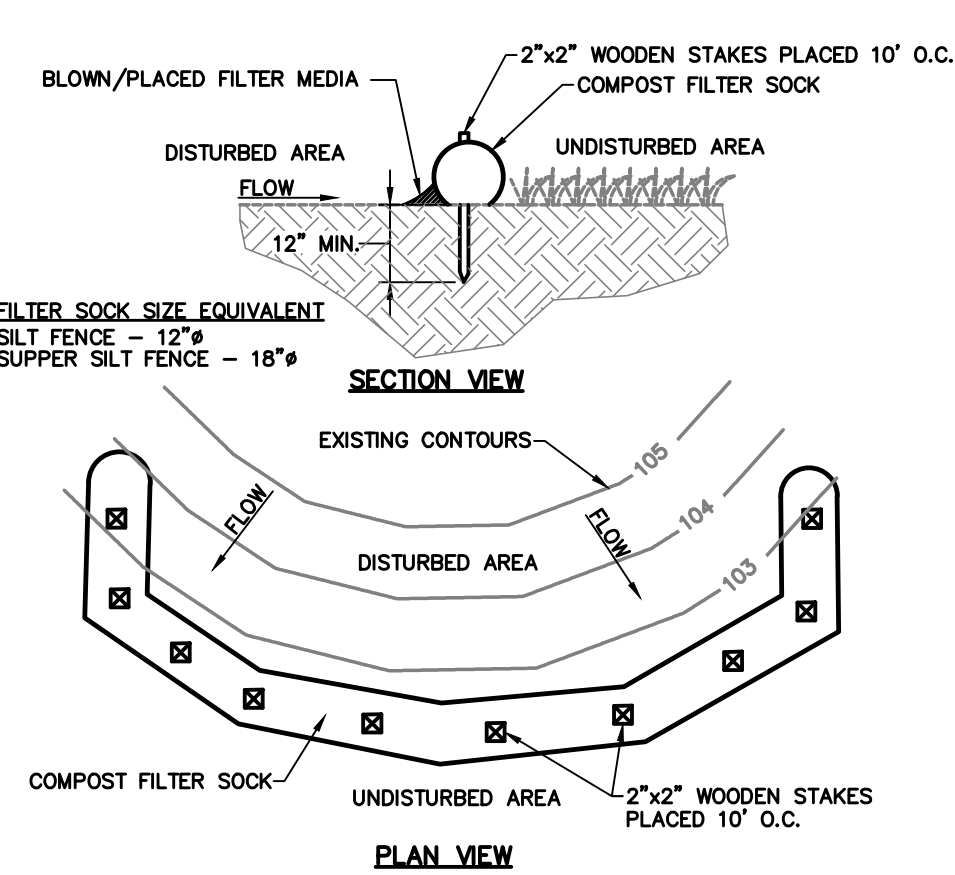 2"x2" WOODEN STAKES PLACED 10' O.C.
BLOWN/PLACED FILTER MEDIA
COMPOST FILTER SOCK
DISTURBED AREA
UNDISTURBED AREA
FLOW
12" MIN.
FILTER SOCK SIZE EQUIVALENT
SILT FENCE – 12"ø
SUPPER SILT FENCE – 18"ø
SECTION VIEW
EXISTING CONTOURS
105
104
103
FLOW
FLOW
DISTURBED AREA
COMPOST FILTER SOCK
UNDISTURBED AREA
2"x2" WOODEN STAKES
PLACED 10' O.C.
PLAN VIEW